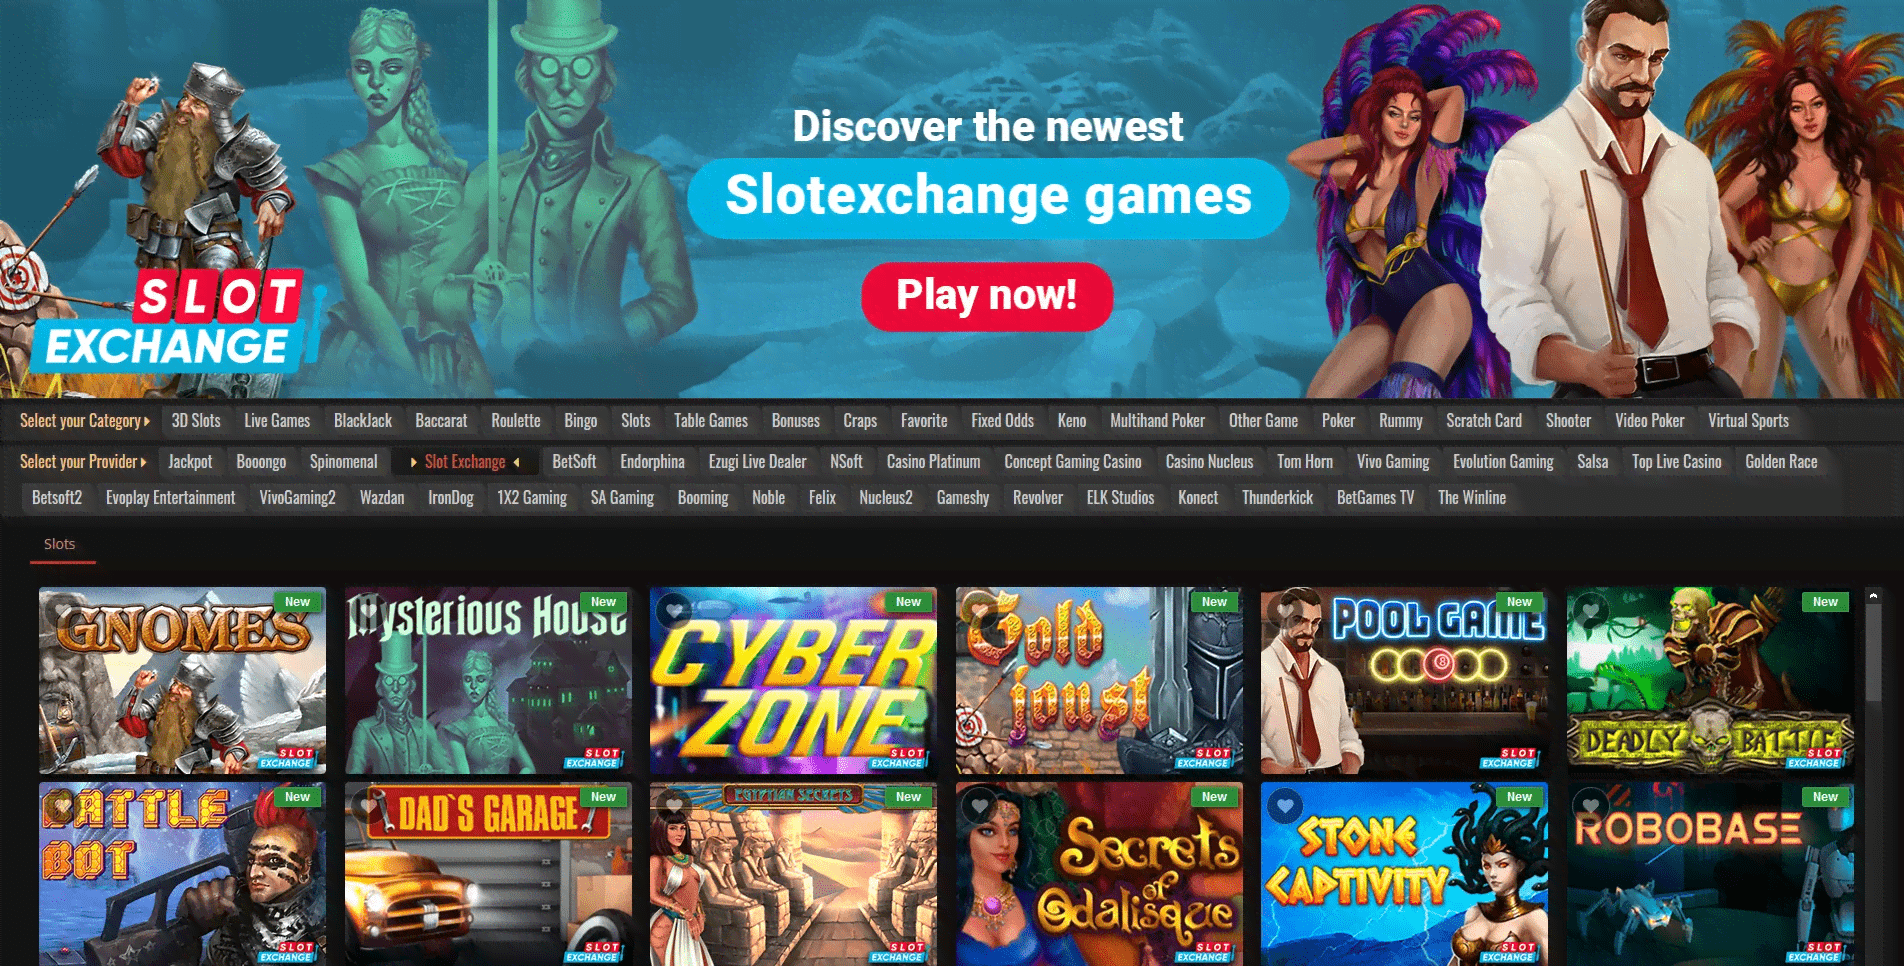 Discover the newest
Slotexchange games
Play now!
SLOT
EXCHANGE
Select your Category 3D Slots Live Games BlackJack Baccarat Roulette Bingo Slots Table Games Bonuses Craps Favorite Fixed Odds Keno Multihand Poker Other Game Poker Rummy Scratch Card Shooter Video Poker Virtual Sports
Select your Provider Jackpot Booongo Spinomenal Slot Exchange BetSoft Endorphina Ezugi Live Dealer NSoft Casino Platinum Concept Gaming Casino Casino Nucleus Tom Horn Vivo Gaming Evolution Gaming Salsa Top Live Casino Golden Race
Betsoft2 Evoplay Entertainment VivoGaming2 Wazdan IronDog 1X2 Gaming SA Gaming Booming Noble Felix Nucleus2 Gameshy Revolver ELK Studios Konect Thunderkick BetGames TV The Winline
Slots
New
GNOMES
SLOT
EXCHANGE
New
Mysterious House
SLOT
EXCHANGE
New
CYBER
ZONE
SLOT
EXCHANGE
New
Gold
joust
SLOT
EXCHANGE
New
POOL GAME
8
SLOT
EXCHANGE
New
DEADLY BATTLE
SLOT
EXCHANGE
New
BATTLE
BOT
SLOT
EXCHANGE
New
DAD`S GARAGE
SLOT
EXCHANGE
New
EGYPTIAN SECRETS
SLOT
EXCHANGE
New
Secrets
of
Odalisque
SLOT
EXCHANGE
New
STONE
CAPTIVITY
SLOT
EXCHANGE
New
ROBOBASE
SLOT
EXCHANGE